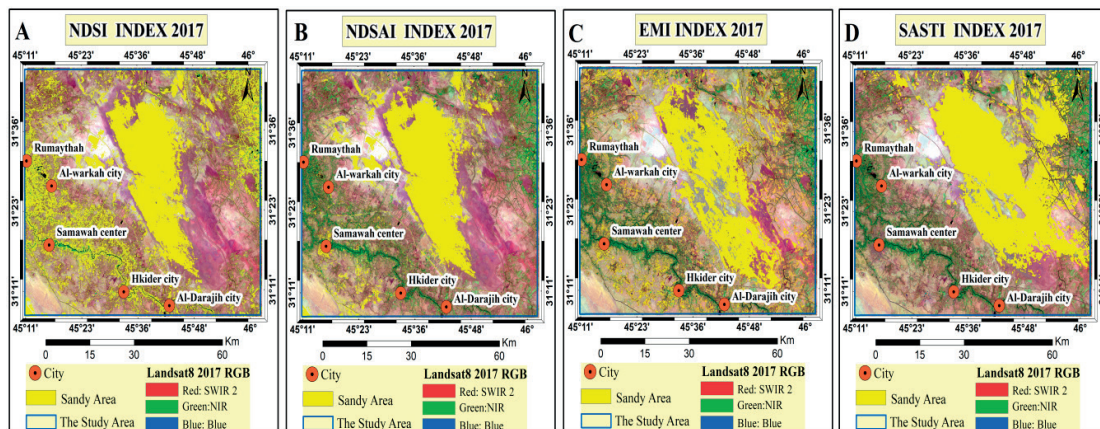 A
NDSI INDEX 2017
45°11' 45°23' 45°36' 45°48' 46°
N
31°36'
31°23'
31°11'
Rumaythah
Al-warkah city
Samawah center
Hkider city
Al-Darajih city
45°11' 45°23' 45°36' 45°48' 46°
Km
0 15 30 60
City
Sandy Area
The Study Area
Landsat8 2017 RGB
Red: SWIR 2
Green:NIR
Blue: Blue
B
NDSAI INDEX 2017
45°11' 45°23' 45°36' 45°48' 46°
N
31°36'
31°23'
31°11'
Rumaythah
Al-warkah city
Samawah center
Hkider city
Al-Darajih city
45°11' 45°23' 45°36' 45°48' 46°
Km
0 15 30 60
City
Sandy Area
The Study Area
Landsat8 2017 RGB
Red: SWIR 2
Green:NIR
Blue: Blue
C
EMI INDEX 2017
45°11' 45°23' 45°36' 45°48' 46°
N
31°36'
31°23'
31°11'
Rumaythah
Al-warkah city
Samawah center
Hkider city
Al-Darajih city
45°11' 45°23' 45°36' 45°48' 46°
Km
0 15 30 60
City
Sandy Area
The Study Area
Landsat8 2017 RGB
Red: SWIR 2
Green:NIR
Blue: Blue
D
SASTI INDEX 2017
45°11' 45°23' 45°36' 45°48' 46°
N
31°36'
31°23'
31°11'
Rumaythah
Al-warkah city
Samawah center
Hkider city
Al-Darajih city
45°11' 45°23' 45°36' 45°48' 46
Km
0 15 30 60
City
Sandy Area
The Study Area
Landsat8 2017 RGB
Red: SWIR 2
Green:NIR
Blue: Blue